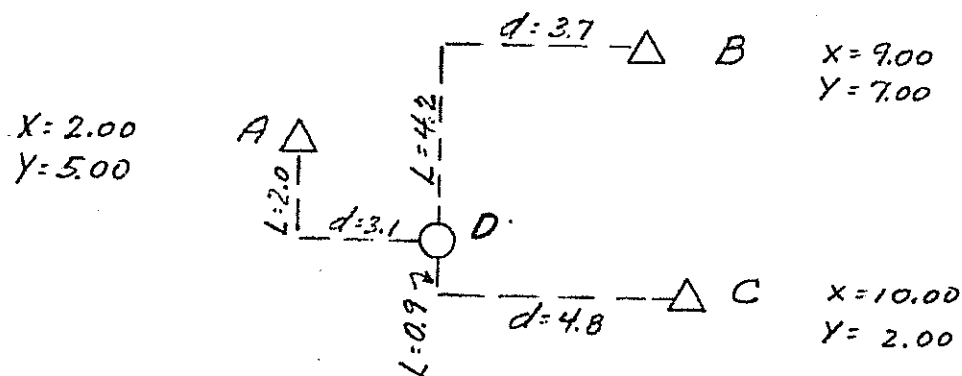 d=3.7
B
X=9.00
Y=7.00
L=4.2
X=2.00
Y=5.00
A
L=2.0
d=3.1
D.
L=0.9
d=4.8
C
X=10.00
Y=2.00